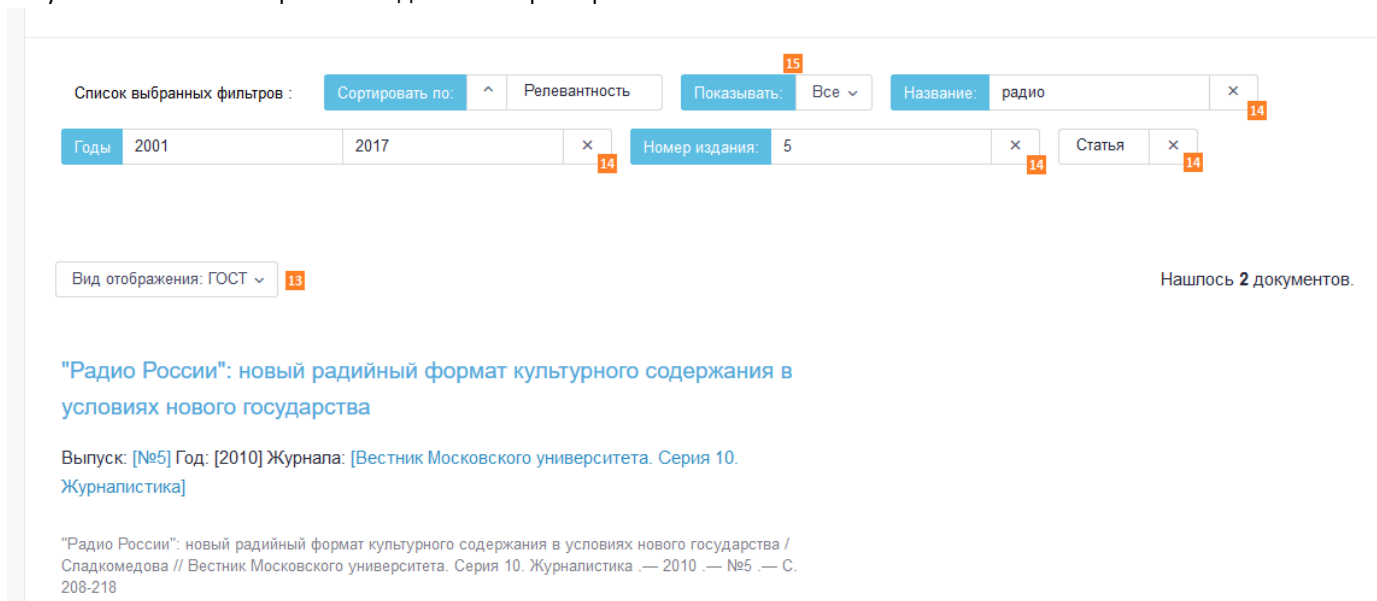 15
Список выбранных фильтров : Сортировать по: ^ Релевантность Показывать: Все Название: радио ×
14
Годы 2001 2017 × Номер издания: 5 × Статья ×
14 14 14
Вид отображения: ГОСТ 13 Нашлось 2 документов.
"Радио России": новый радийный формат культурного содержания в
условиях нового государства
Выпуск: [№5] Год: [2010] Журнала: [Вестник Московского университета. Серия 10.
Журналистика]
"Радио России": новый радийный формат культурного содержания в условиях нового государства /
Сладкомедова // Вестник Московского университета. Серия 10. Журналистика .— 2010 .— №5 .— С.
208-218